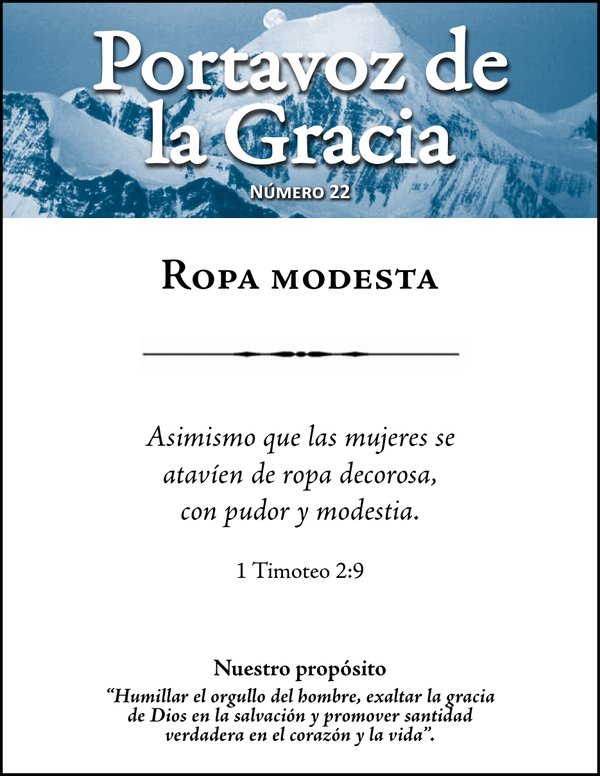 Portavoz de
la Gracia
NÚMERO 22
ROPA MODESTA
Asimismo que las mujeres se
atavíen de ropa decorosa,
con pudor y modestia.
1 Timoteo 2:9
Nuestro propósito
“Humillar el orgullo del hombre, exaltar la gracia
de Dios en la salvación y promover santidad
verdadera en el corazón y la vida”.